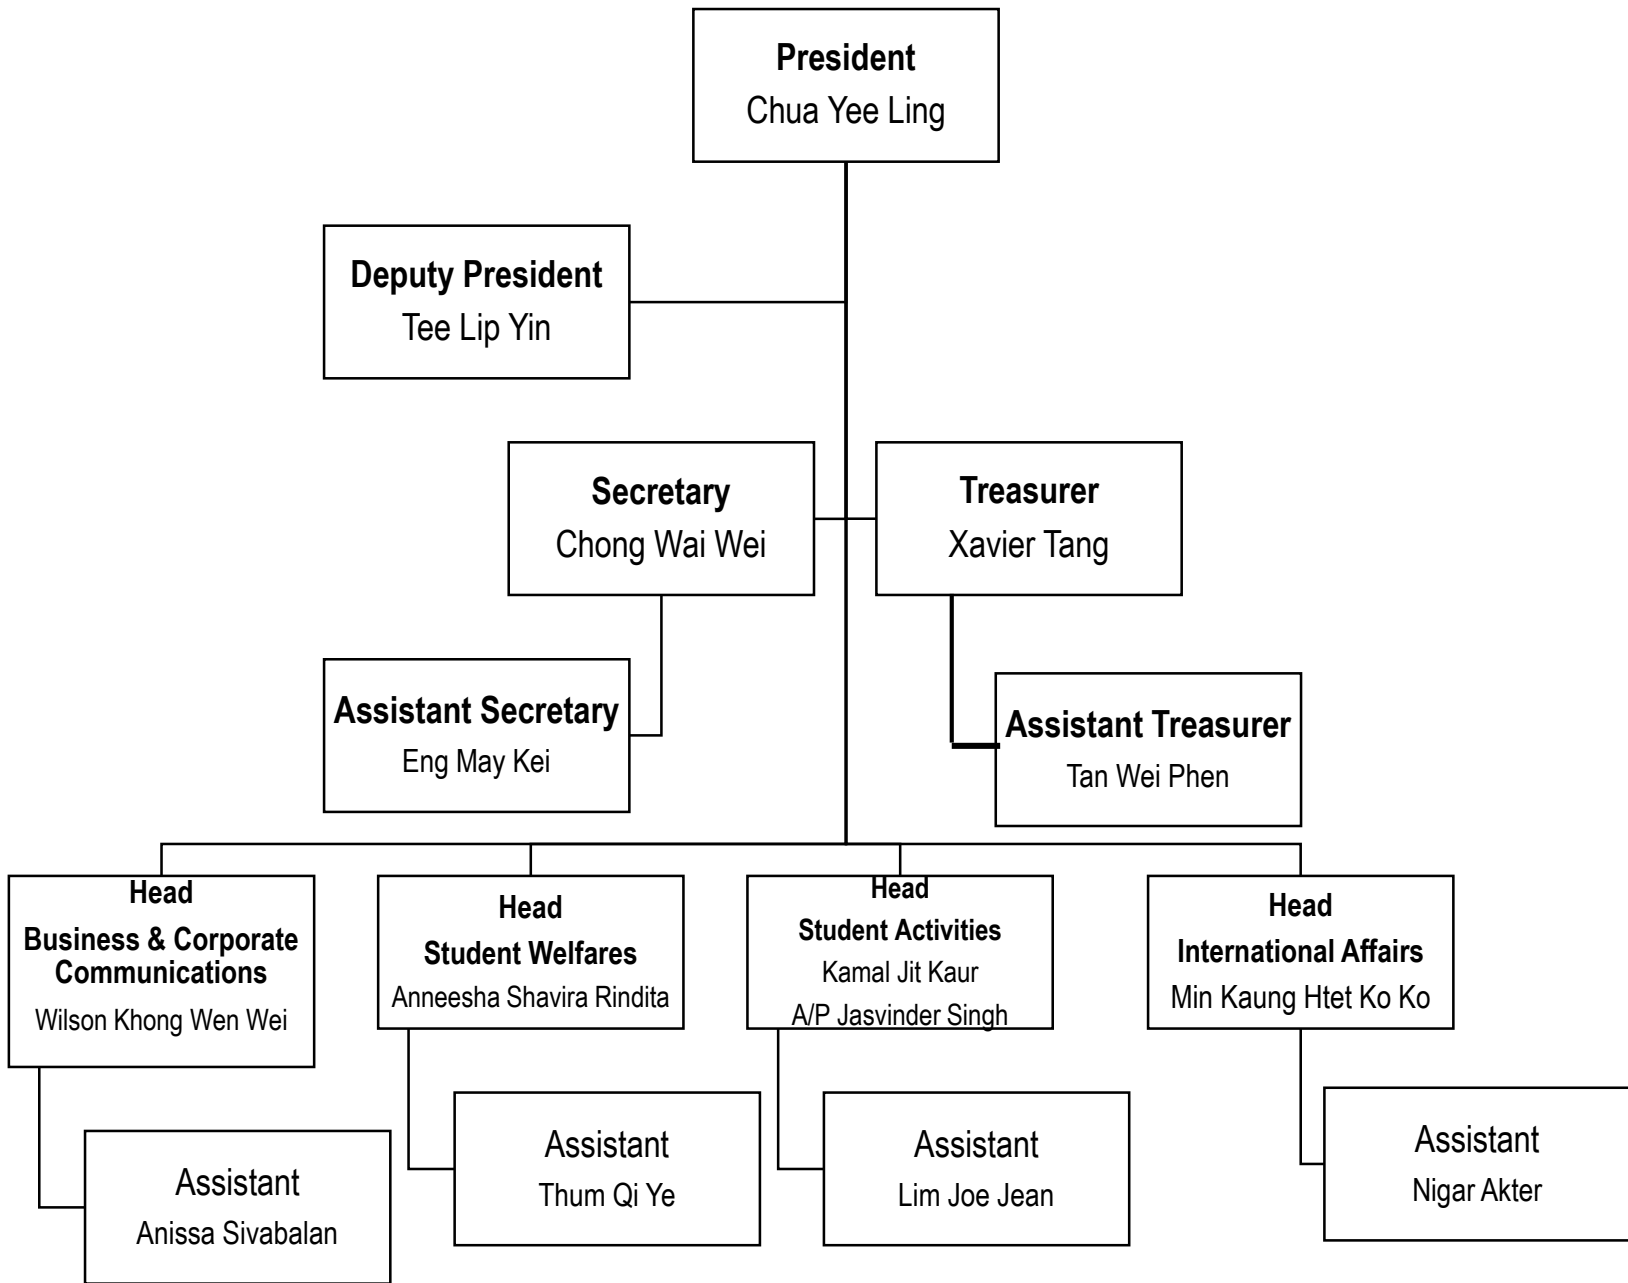 President
Chua Yee Ling
Deputy President
Tee Lip Yin
Secretary
Chong Wai Wei
Treasurer
Xavier Tang
Assistant Secretary
Eng May Kei
Assistant Treasurer
Tan Wei Phen
Head
Business & Corporate
Communications
Wilson Khong Wen Wei
Head
Student Welfares
Anneesha Shavira Rindita
Head
Student Activities
Kamal Jit Kaur
A/P Jasvinder Singh
Head
International Affairs
Min Kaung Htet Ko Ko
Assistant
Anissa Sivabalan
Assistant
Thum Qi Ye
Assistant
Lim Joe Jean
Assistant
Nigar Akter